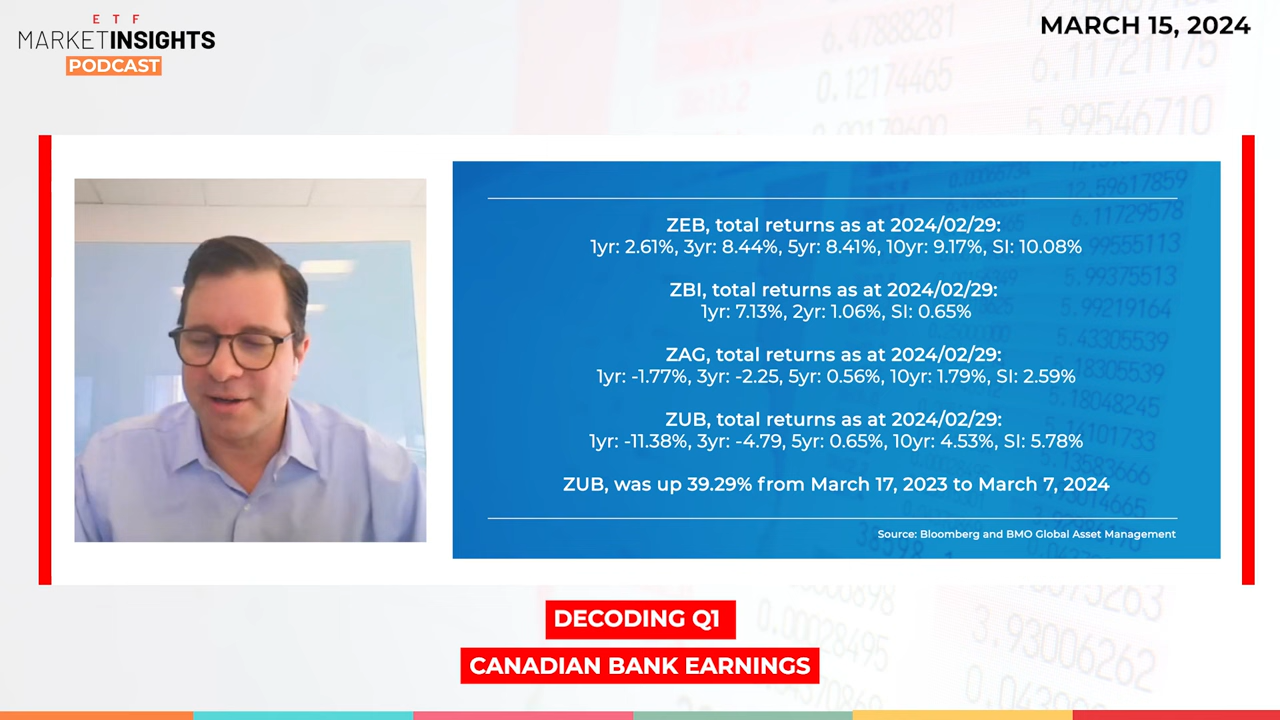 ETF
MARKETINSIGHTS
PODCAST
MARCH 15, 2024
ZEB, total returns as at 2024/02/29:
1yr: 2.61%, 3yr: 8.44%, 5yr: 8.41%, 10yr: 9.17%, SI: 10.08%
ZBI, total returns as at 2024/02/29:
1yr: 7.13%, 2yr: 1.06%, SI: 0.65%
ZAG, total returns as at 2024/02/29:
1yr: -1.77%, 3yr: -2.25, 5yr: 0.56%, 10yr: 1.79%, SI: 2.59%
ZUB, total returns as at 2024/02/29:
1yr: -11.38%, 3yr: -4.79, 5yr: 0.65%, 10yr: 4.53%, SI: 5.78%
ZUB, was up 39.29% from March 17, 2023 to March 7, 2024
Source: Bloomberg and BMO Global Asset Management
DECODING Q1
CANADIAN BANK EARNINGS